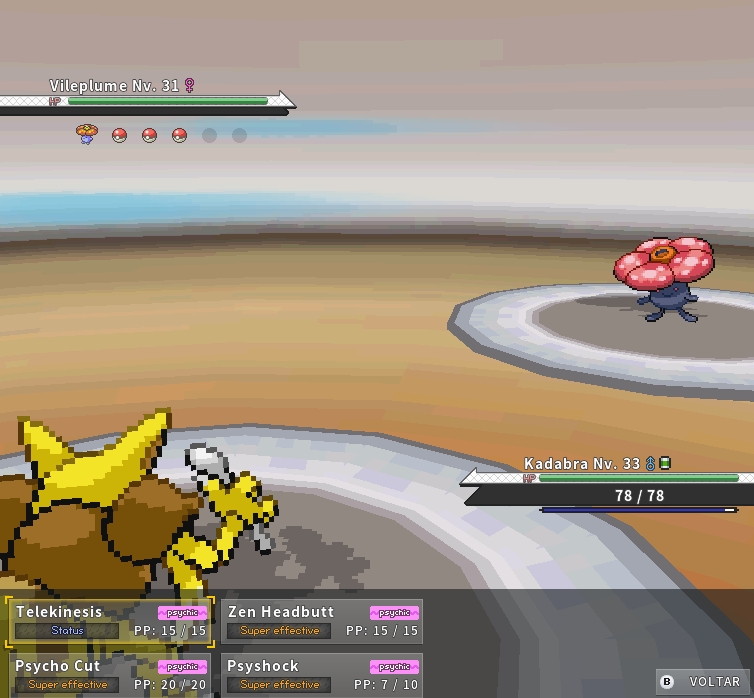 Vileplume Nv. 31 ♀
HP
Kadabra Nv. 33 ♂
HP
78 / 78
Telekinesis psychic
Status PP: 15 / 15
Zen Headbutt psychic
Super effective PP: 15 / 15
Psycho Cut psychic
Super effective PP: 20 / 20
Psyshock psychic
Super effective PP: 7 / 10
B VOLTAR